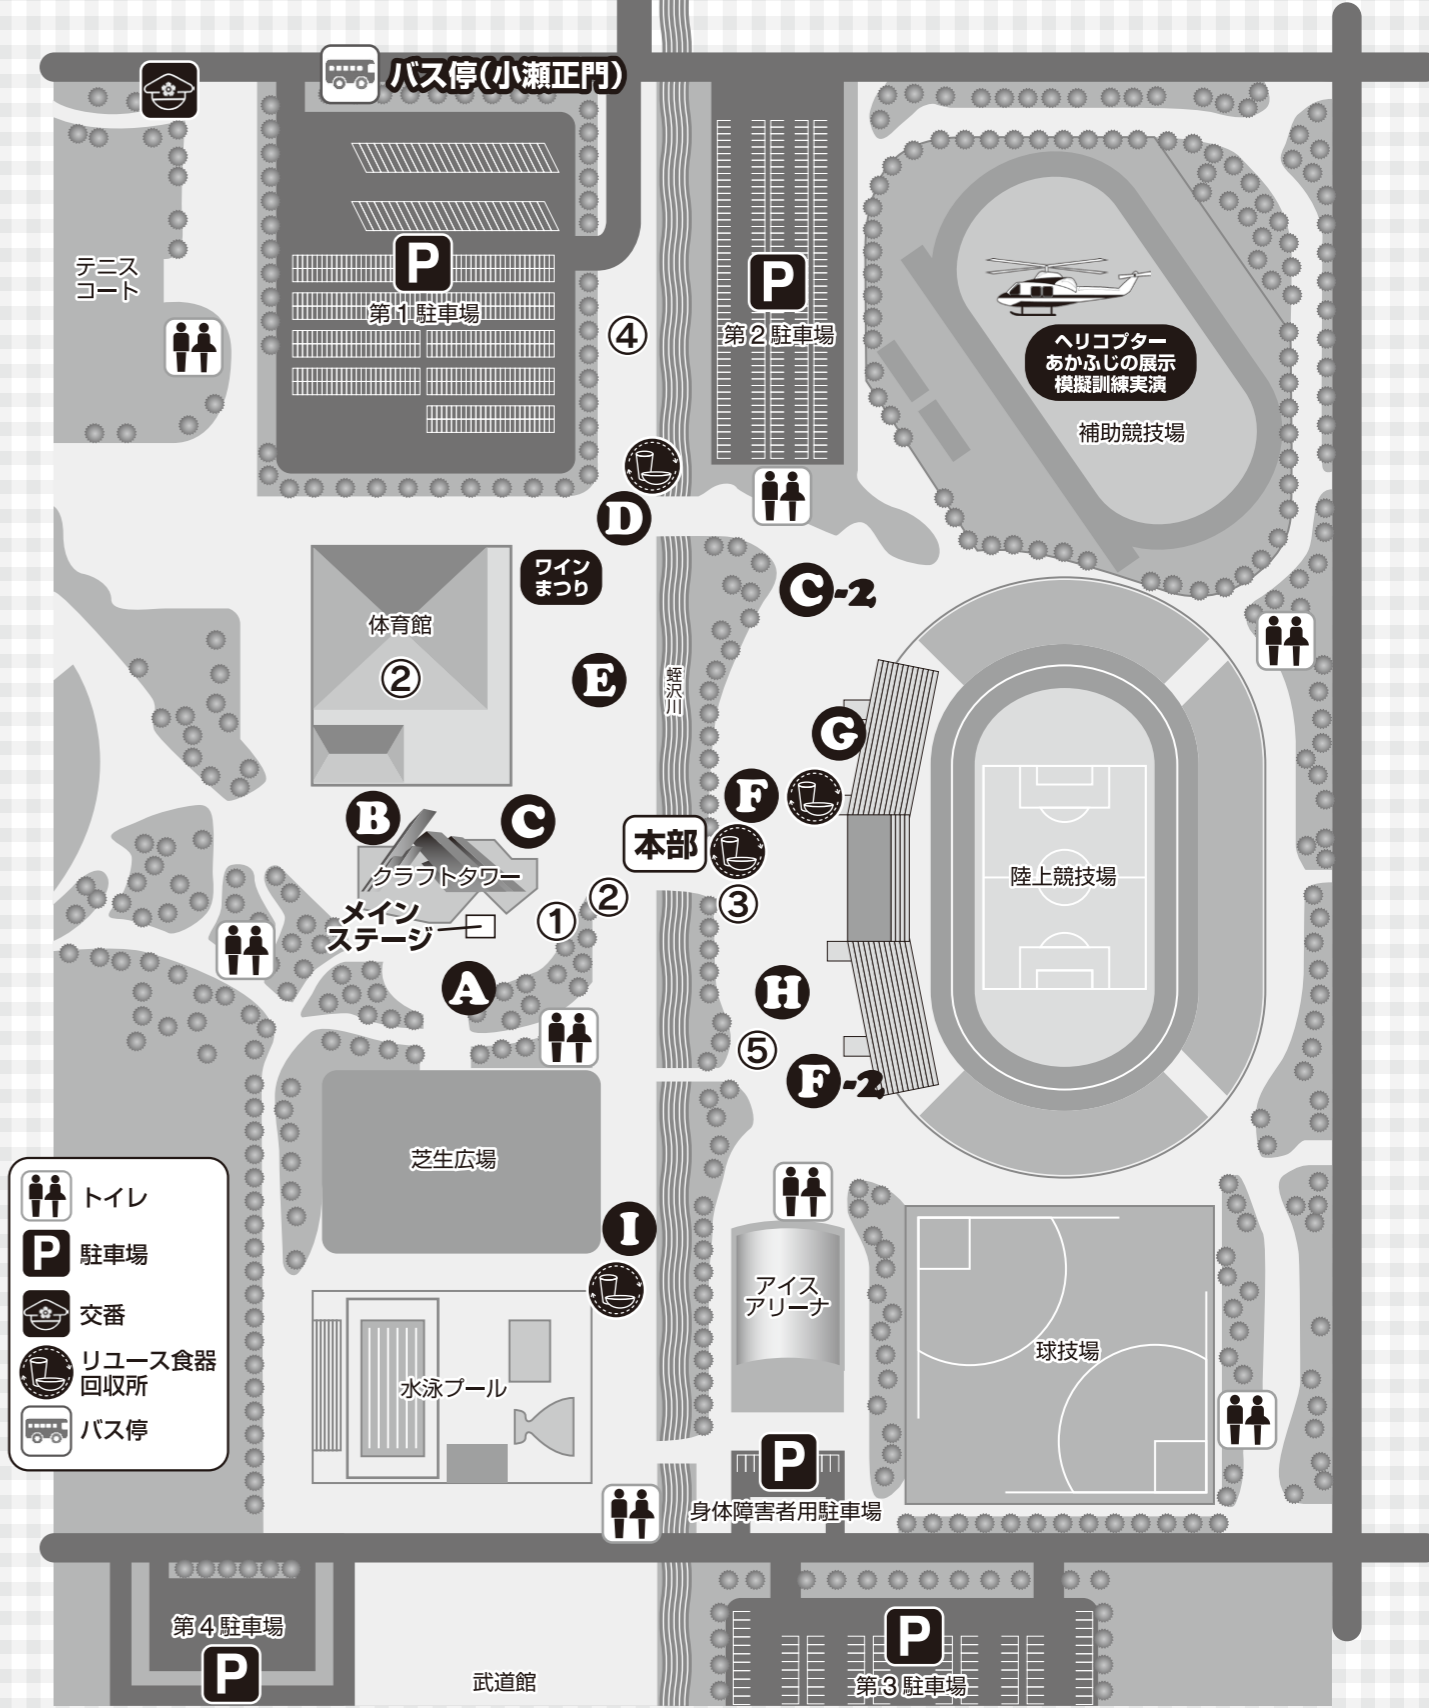 バス停（小瀬正門）
テニス
コート
P
第1駐車場
④
P
第2駐車場
ヘリコプター
あかふじの展示
模擬訓練実演
補助競技場
D
ワイン
まつり
C-2
体育館
②
E
蛭沢川
G
F
B
C
クラフトタワー
本部
メイン
ステージ
①
②
③
陸上競技場
A
H
⑤
F-2
芝生広場
I
アイス
アリーナ
球技場
水泳プール
P
身体障害者用駐車場
トイレ
P 駐車場
交番
リユース食器
回収所
バス停
第4駐車場
P
武道館
P
第3駐車場